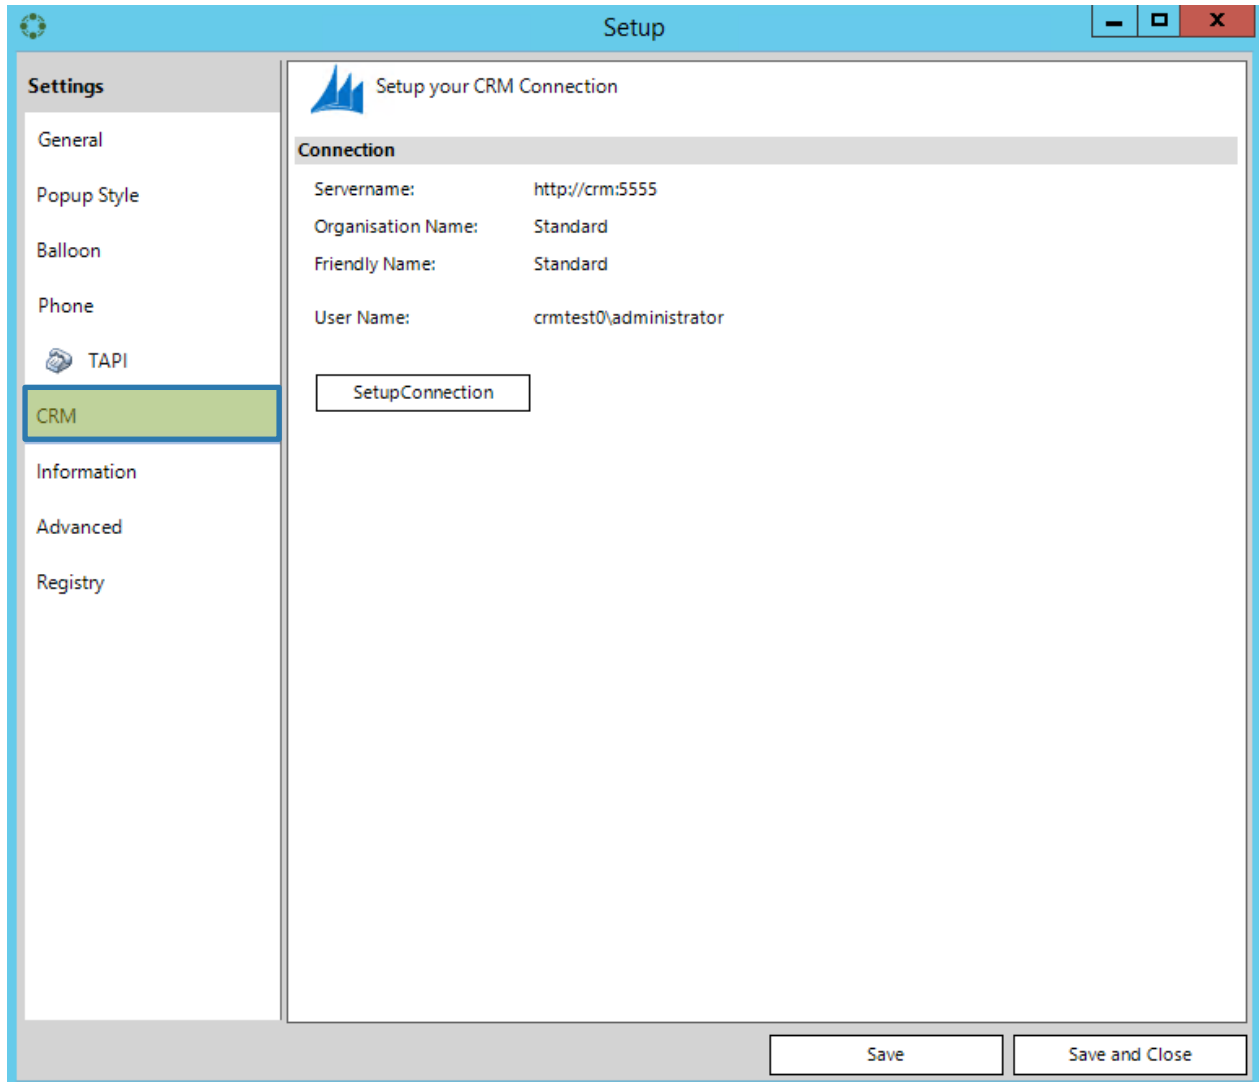 Setup
X
Settings
General
Popup Style
Balloon
Phone
TAPI
CRM
Information
Advanced
Registry
Setup your CRM Connection
Connection
Servername: http://crm:5555
Organisation Name: Standard
Friendly Name: Standard
User Name: crmtest0\administrator
SetupConnection
Save
Save and Close